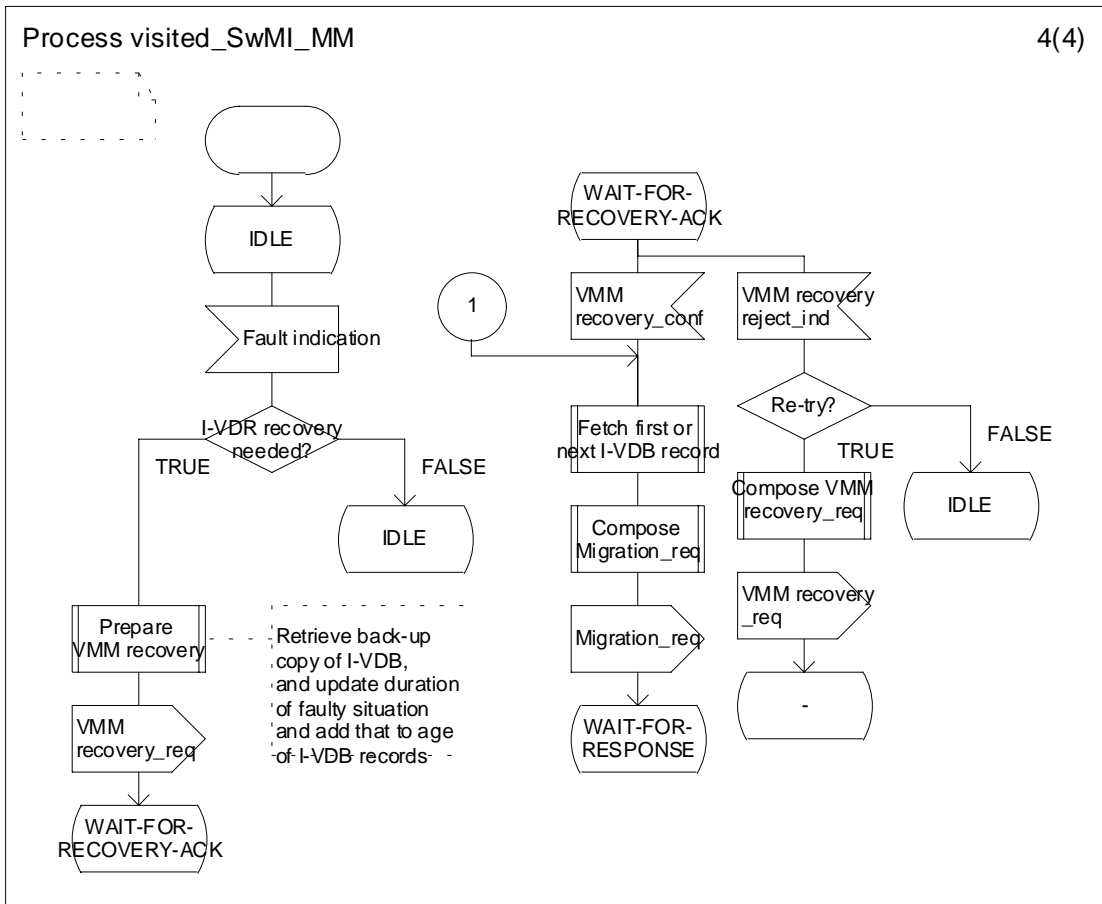 Process visited_SwMI_MM
4(4)
IDLE
Fault indication
I-VDR recovery
needed?
TRUE
FALSE
IDLE
Prepare
VMM recovery
Retrieve back-up
copy of I-VDB,
and update duration
of faulty situation
and add that to age
of I-VDB records
VMM
recovery_req
WAIT-FOR-
RECOVERY-ACK
WAIT-FOR-
RECOVERY-ACK
1
VMM
recovery_conf
Fetch first or
next I-VDB record
Compose
Migration_req
Migration_req
WAIT-FOR-
RESPONSE
VMM recovery
reject_ind
Re-try?
TRUE
FALSE
Compose VMM
recovery_req
IDLE
VMM recovery
_req
-